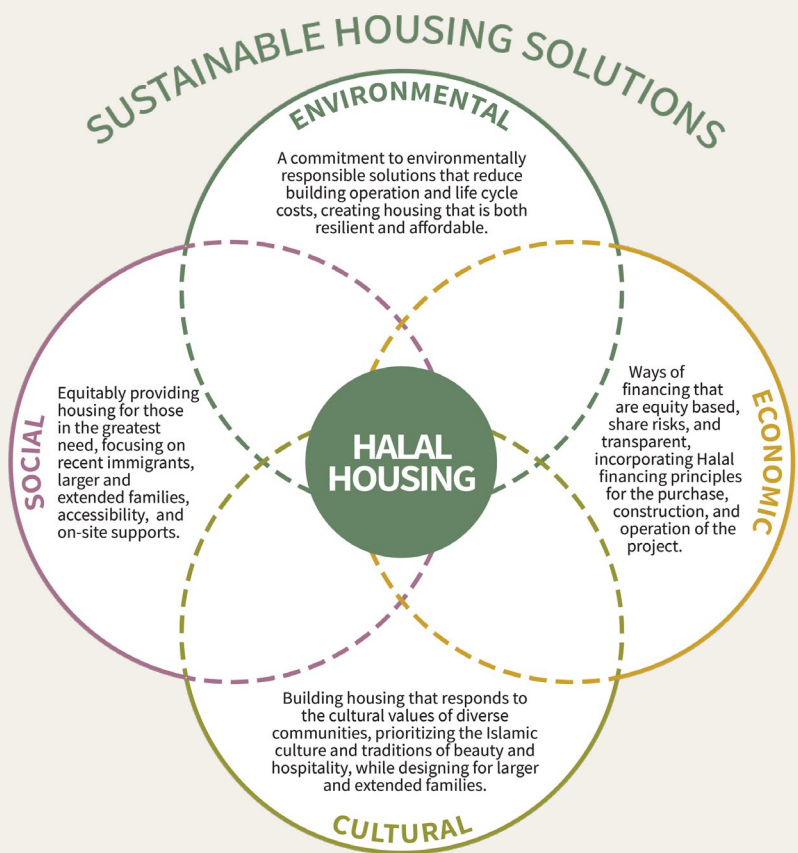 SUSTAINABLE HOUSING SOLUTIONS
ENVIRONMENTAL
A commitment to environmentally
responsible solutions that reduce
building operation and life cycle
costs, creating housing that is both
resilient and affordable.
SOCIAL
Equitably providing
housing for those
in the greatest
need, focusing on
recent immigrants,
larger and
extended families,
accessibility, and
on-site supports.
HALAL
HOUSING
Ways of
financing that
are equity based,
share risks, and
transparent,
incorporating Halal
financing principles
for the purchase,
construction, and
operation of the
project.
ECONOMIC
Building housing that responds to
the cultural values of diverse
communities, prioritizing the Islamic
culture and traditions of beauty and
hospitality, while designing for larger
and extended families.
CULTURAL